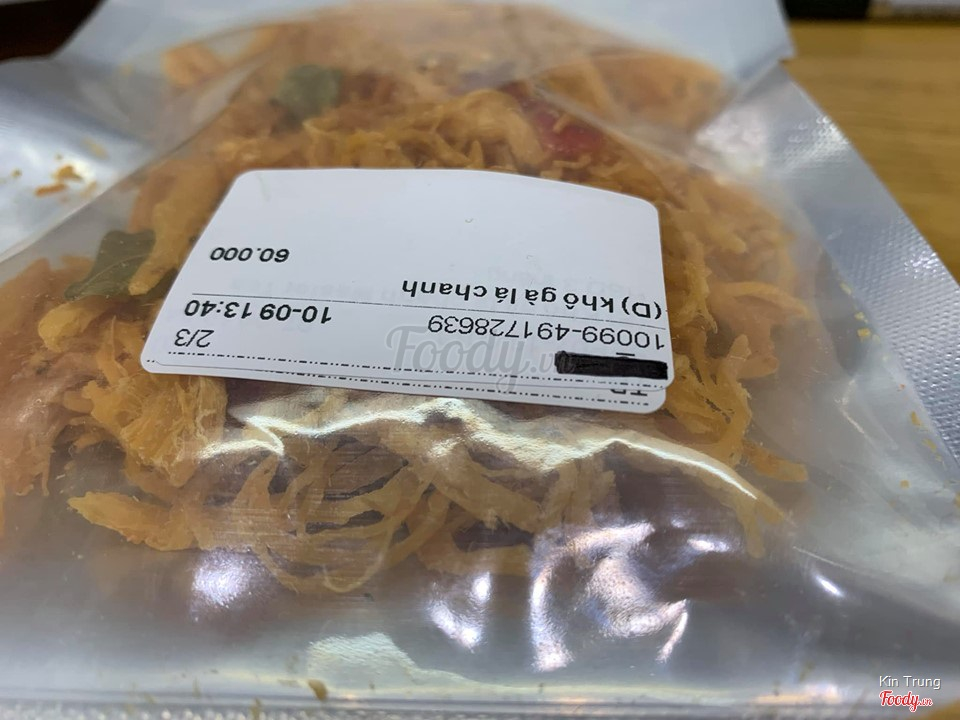 10099-491728639
10-09 13:40
2/3
(D) khô gà lá chanh
60.000
Foody.vn
Kin Trung
Foody.vn